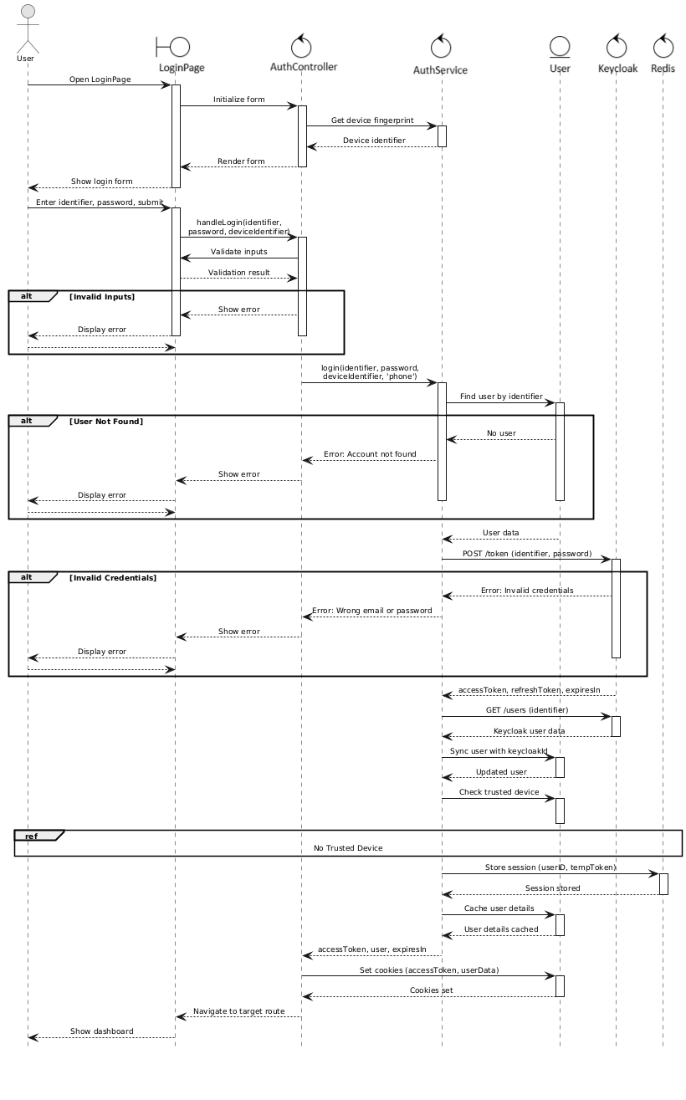 User
LoginPage
AuthController
AuthService
User
Keycloak
Redis
Open LoginPage
Initialize form
Get device fingerprint
Device identifier
Render form
Show login form
Enter identifier, password, submit
handleLogin(identifier,
password, deviceIdentifier)
Validate inputs
Validation result
alt
[Invalid Inputs]
Show error
Display error
login(identifier, password,
deviceIdentifier, 'phone')
Find user by identifier
alt
[User Not Found]
No user
Error: Account not found
Show error
Display error
User data
POST /token (identifier, password)
alt
[Invalid Credentials]
Error: Invalid credentials
Error: Wrong email or password
Show error
Display error
accessToken, refreshToken, expiresIn
GET /users (identifier)
Keycloak user data
Sync user with keycloakId
Updated user
Check trusted device
ref
No Trusted Device
Store session (userID, tempToken)
Session stored
Cache user details
User details cached
accessToken, user, expiresIn
Set cookies (accessToken, userData)
Cookies set
Navigate to target route
Show dashboard